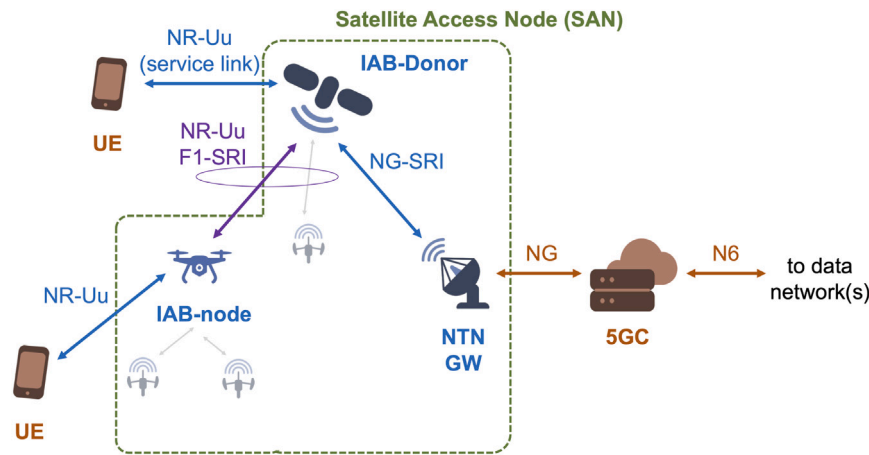 Satellite Access Node (SAN)
NR-Uu
(service link)
IAB-Donor
UE
NR-Uu
F1-SRI
NG-SRI
NR-Uu
IAB-node
NG
N6
to data
network(s)
NTN
GW
5GC
UE